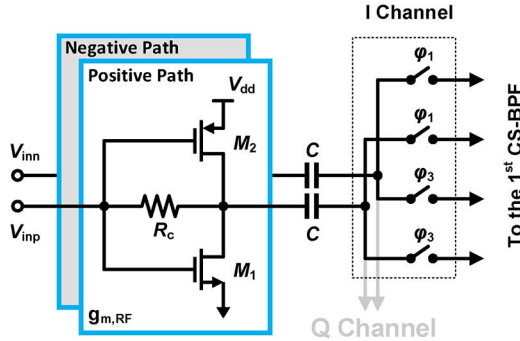 I Channel
Negative Path
Positive Path
Vdd
φ1
M2
Vinn
C
φ1
Vinp
Rc
C
φ3
M1
φ3
gm,RF
Q Channel
To the 1st CS-BPF